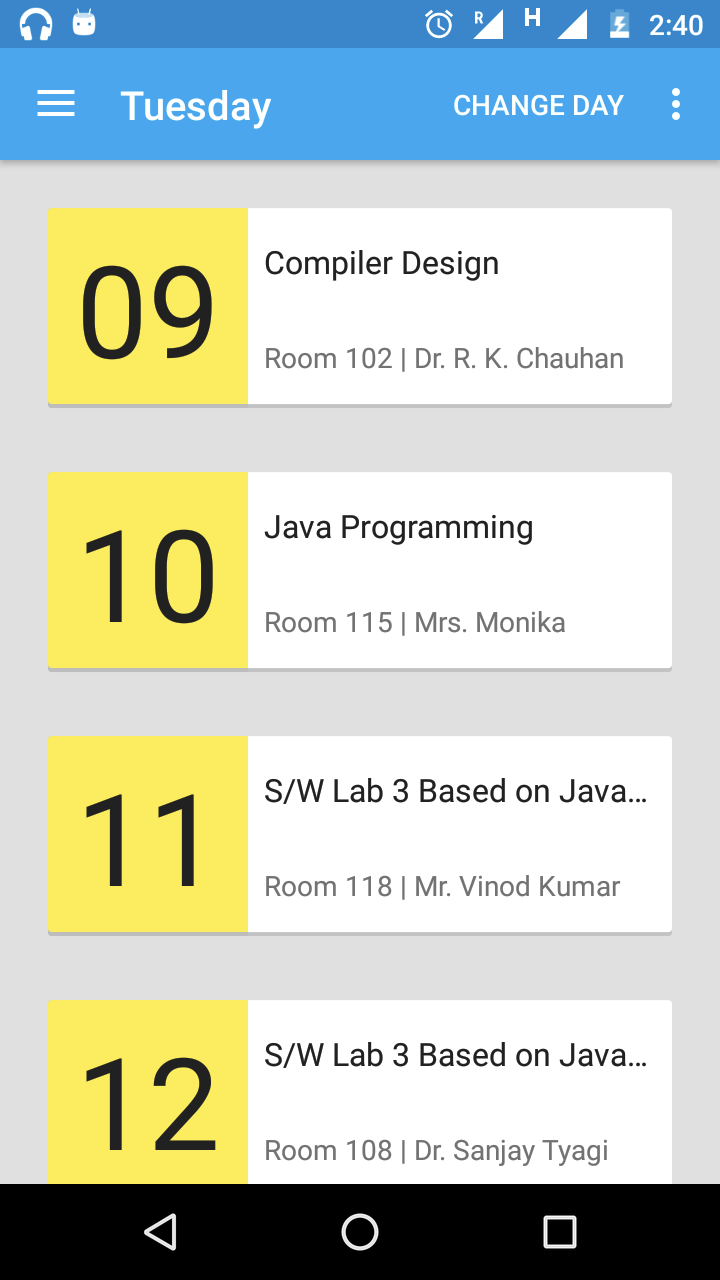 R H 2:40
Tuesday CHANGE DAY
09
Compiler Design
Room 102 | Dr. R. K. Chauhan
10
Java Programming
Room 115 | Mrs. Monika
11
S/W Lab 3 Based on Java...
Room 118 | Mr. Vinod Kumar
12
S/W Lab 3 Based on Java...
Room 108 | Dr. Sanjay Tyagi